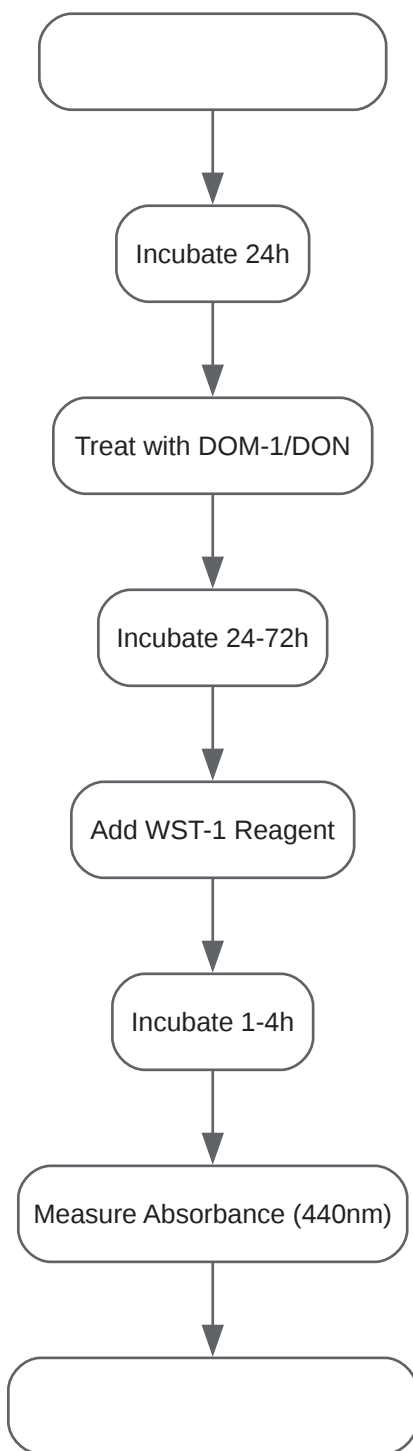 Incubate 24h
Treat with DOM-1/DON
Incubate 24-72h
Add WST-1 Reagent
Incubate 1-4h
Measure Absorbance (440nm)